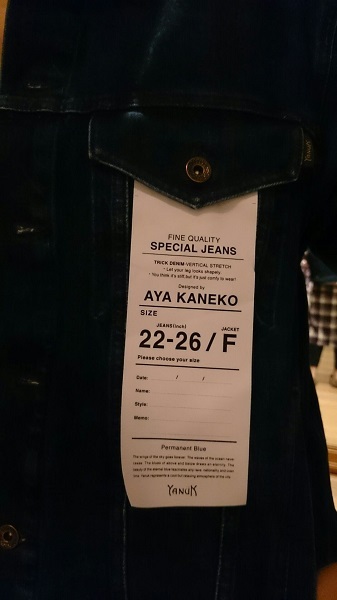 FINE QUALITY
SPECIAL JEANS
TRICK DENIM-VERTICAL STRETCH
* Let your leg looks shapely.
* You think it's stiff, but it's just comfy to wear!!
Designed by
AYA KANEKO
SIZE
JEANS(inch) JACKET
22-26 / F
Please choose your size
Date: / /
Name:
Style:
Memo:
Permanent Blue
YANUK